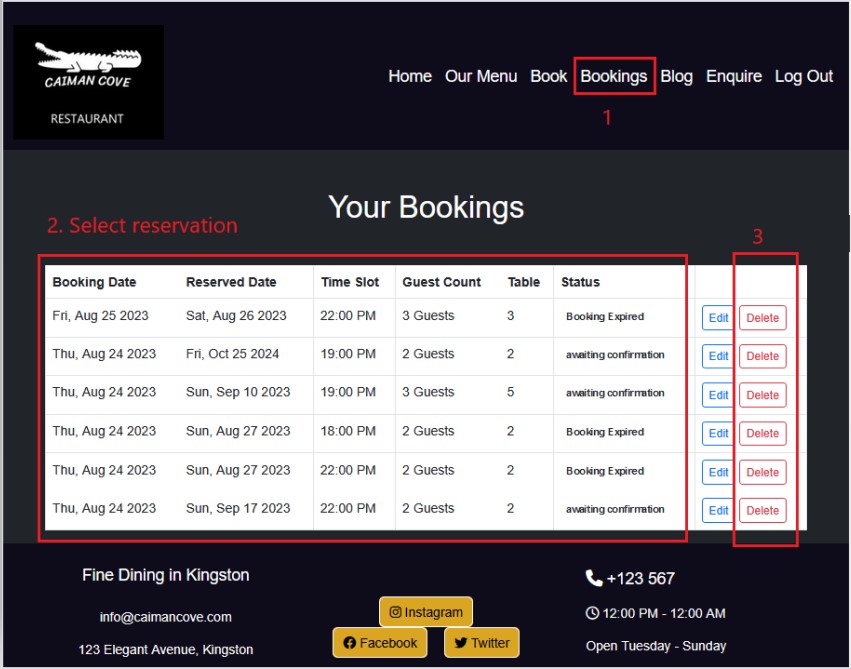 CAIMAN COVE
RESTAURANT
Home Our Menu Book Bookings Blog Enquire Log Out
1
Your Bookings
2. Select reservation
3
Booking Date Reserved Date Time Slot Guest Count Table Status
Fri, Aug 25 2023 Sat, Aug 26 2023 22:00 PM 3 Guests 3 Booking Expired Edit Delete
Thu, Aug 24 2023 Fri, Oct 25 2024 19:00 PM 2 Guests 2 awaiting confirmation Edit Delete
Thu, Aug 24 2023 Sun, Sep 10 2023 19:00 PM 3 Guests 5 awaiting confirmation Edit Delete
Thu, Aug 24 2023 Sun, Aug 27 2023 18:00 PM 2 Guests 2 Booking Expired Edit Delete
Thu, Aug 24 2023 Sun, Aug 27 2023 22:00 PM 2 Guests 2 Booking Expired Edit Delete
Thu, Aug 24 2023 Sun, Sep 17 2023 22:00 PM 2 Guests 2 awaiting confirmation Edit Delete
Fine Dining in Kingston
info@caimancove.com
123 Elegant Avenue, Kingston
Instagram
Facebook Twitter
+123 567
12:00 PM - 12:00 AM
Open Tuesday - Sunday